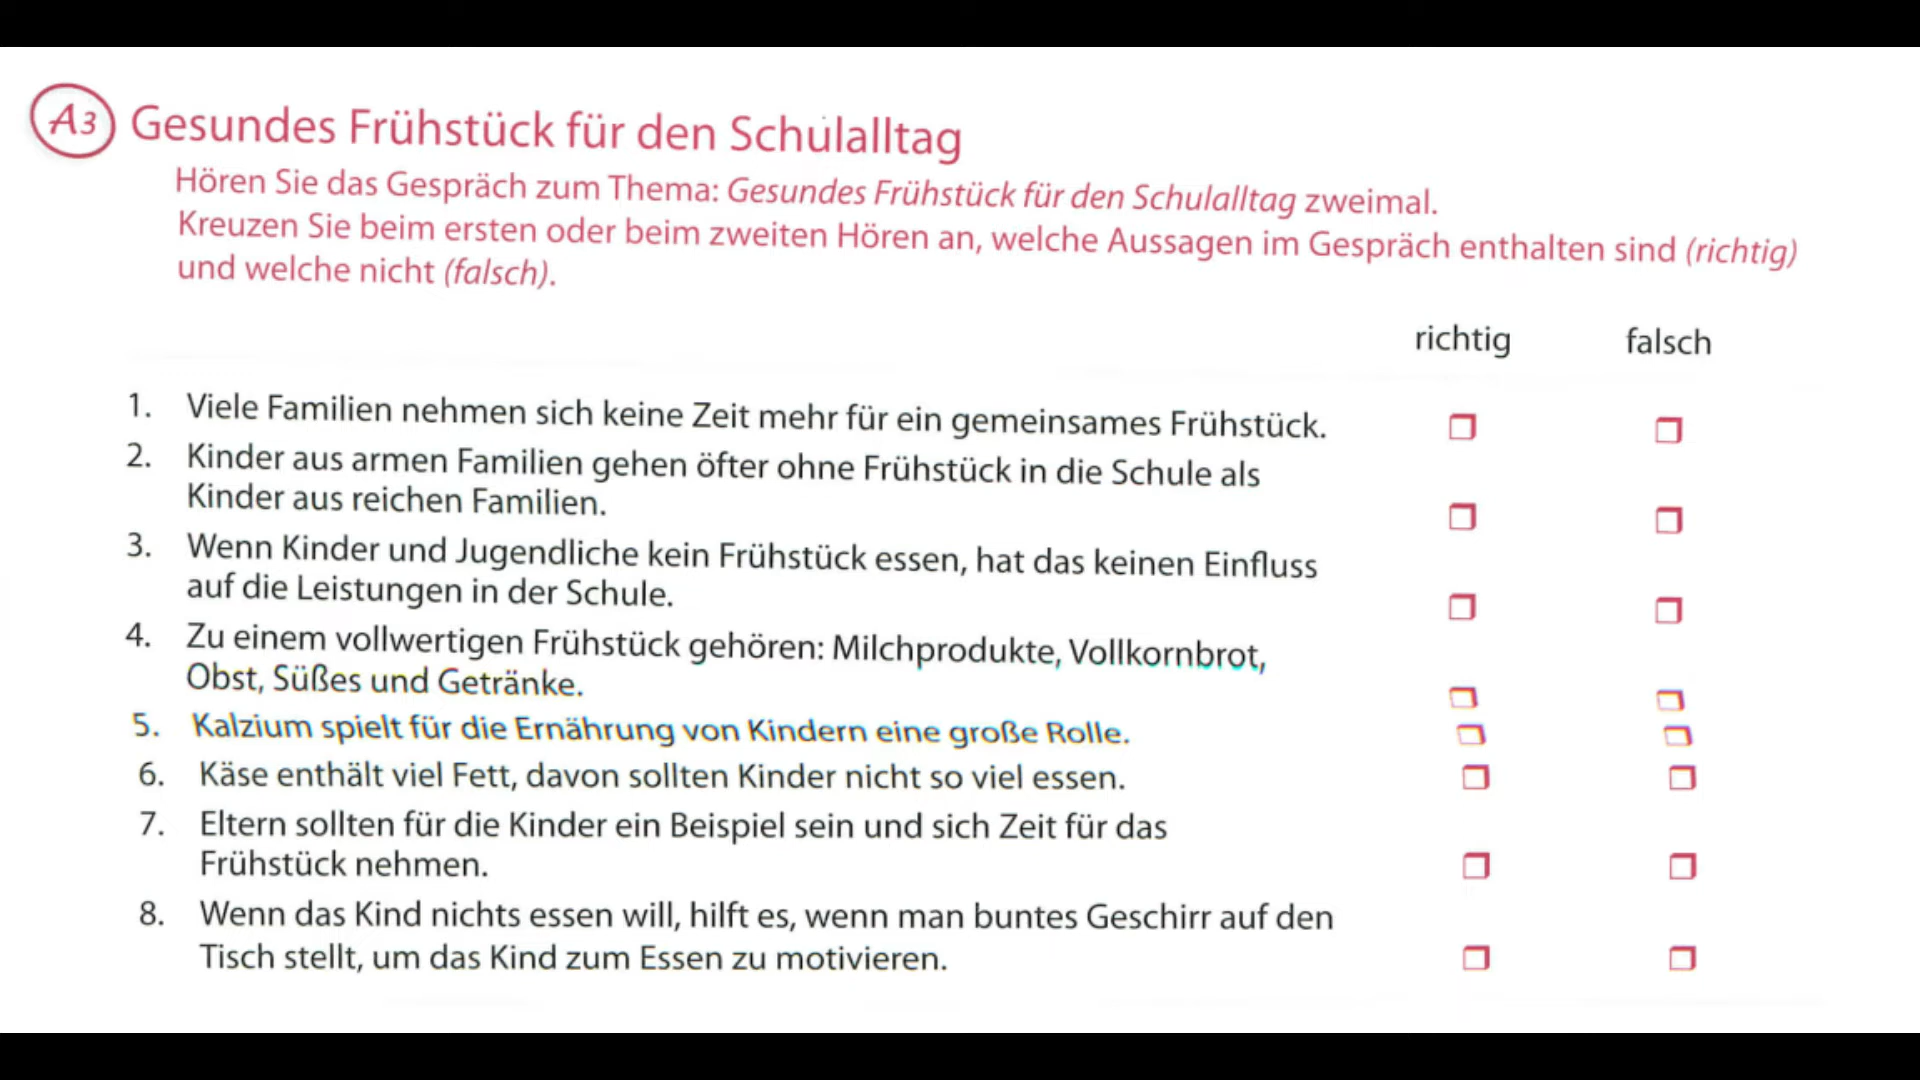 A3 Gesundes Frühstück für den Schulalltag
Hören Sie das Gespräch zum Thema: Gesundes Frühstück für den Schulalltag zweimal.
Kreuzen Sie beim ersten oder beim zweiten Hören an, welche Aussagen im Gespräch enthalten sind (richtig)
und welche nicht (falsch).
richtig falsch
1. Viele Familien nehmen sich keine Zeit mehr für ein gemeinsames Frühstück.
2. Kinder aus armen Familien gehen öfter ohne Frühstück in die Schule als
Kinder aus reichen Familien.
3. Wenn Kinder und Jugendliche kein Frühstück essen, hat das keinen Einfluss
auf die Leistungen in der Schule.
4. Zu einem vollwertigen Frühstück gehören: Milchprodukte, Vollkornbrot,
Obst, Süßes und Getränke.
5. Kalzium spielt für die Ernährung von Kindern eine große Rolle.
6. Käse enthält viel Fett, davon sollten Kinder nicht so viel essen.
7. Eltern sollten für die Kinder ein Beispiel sein und sich Zeit für das
Frühstück nehmen.
8. Wenn das Kind nichts essen will, hilft es, wenn man buntes Geschirr auf den
Tisch stellt, um das Kind zum Essen zu motivieren.